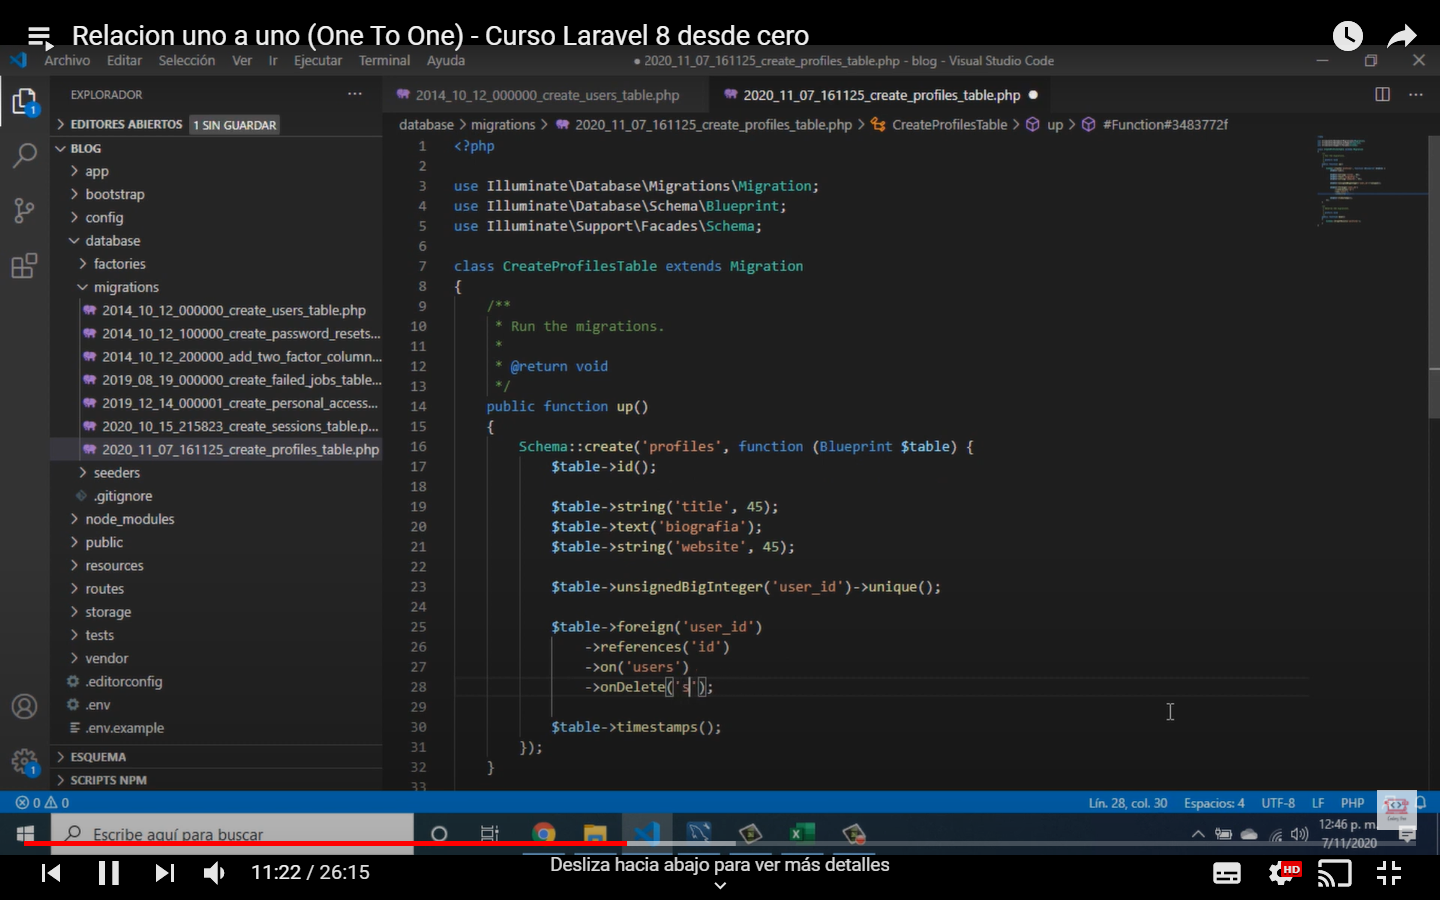 Relacion uno a uno (One To One) - Curso Laravel 8 desde cero
Archivo Editar Selección Ver Ir Ejecutar Terminal Ayuda
● 2020_11_07_161125_create_profiles_table.php - blog - Visual Studio Code
EXPLORADOR
EDITORES ABIERTOS 1 SIN GUARDAR
BLOG
app
bootstrap
config
database
factories
migrations
2014_10_12_000000_create_users_table.php
2014_10_12_100000_create_password_resets...
2014_10_12_200000_add_two_factor_column...
2019_08_19_000000_create_failed_jobs_table...
2019_12_14_000001_create_personal_access...
2020_10_15_215823_create_sessions_table.p...
2020_11_07_161125_create_profiles_table.php
seeders
.gitignore
node_modules
public
resources
routes
storage
tests
vendor
.editorconfig
.env
.env.example
ESQUEMA
SCRIPTS NPM
1
1
2014_10_12_000000_create_users_table.php
2020_11_07_161125_create_profiles_table.php ●
database > migrations > 2020_11_07_161125_create_profiles_table.php > CreateProfilesTable > up > #Function#3483772f
1 <?php
2
3 use Illuminate\Database\Migrations\Migration;
4 use Illuminate\Database\Schema\Blueprint;
5 use Illuminate\Support\Facades\Schema;
6
7 class CreateProfilesTable extends Migration
8 {
9 /**
10 * Run the migrations.
11 *
12 * @return void
13 */
14 public function up()
15 {
16 Schema::create('profiles', function (Blueprint $table) {
17 $table->id();
18
19 $table->string('title', 45);
20 $table->text('biografia');
21 $table->string('website', 45);
22
23 $table->unsignedBigInteger('user_id')->unique();
24
25 $table->foreign('user_id')
26 ->references('id')
27 ->on('users')
28 ->onDelete('s');
29
30 $table->timestamps();
31 });
32 }
33
0 0
Lín. 28, col. 30 Espacios: 4 UTF-8 LF PHP
Escribe aquí para buscar
12:46 p. m.
7/11/2020
11:22 / 26:15
Desliza hacia abajo para ver más detalles
HD